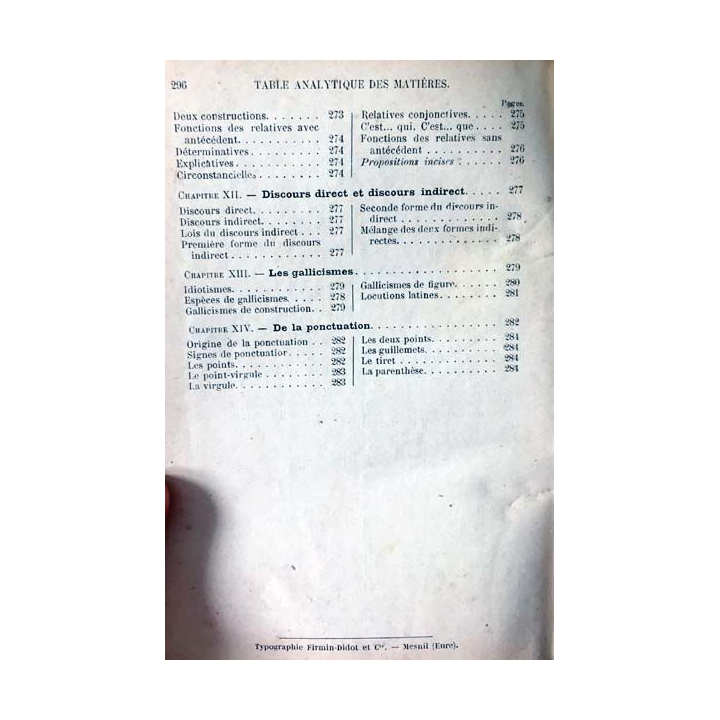 296 TABLE ANALYTIQUE DES MATIÈRES.
Pages.
Deux constructions. . . . . . . 273
Fonctions des relatives avec
antécédent. . . . . . . . . . 274
Déterminatives . . . . . . . . 274
Explicatives . . . . . . . . . 274
Circonstancielles. . . . . . . 274
Relatives conjonctives. . . . . 275
C'est... qui. C'est... que . . . . 275
Fonctions des relatives sans
antécédent . . . . . . . . . 276
Propositions incises . . . . . . 276
CHAPITRE XII. — Discours direct et discours indirect. . . . . 277
Discours direct. . . . . . . . 277
Discours indirect. . . . . . . 277
Lois du discours indirect . . . 277
Première forme du discours
indirect . . . . . . . . . . . 277
Seconde forme du discours in-
direct . . . . . . . . . . . . 278
Mélange des deux formes indi-
rectes. . . . . . . . . . . . 278
CHAPITRE XIII. — Les gallicismes. . . . . . . . . . . . . . 279
Idiotismes. . . . . . . . . . 279
Espèces de gallicismes. . . . . 278
Gallicismes de construction. . 279
Gallicismes de figure. . . . . . 280
Locutions latines. . . . . . . . 281
CHAPITRE XIV. — De la ponctuation. . . . . . . . . . . . . . 282
Origine de la ponctuation . . 282
Signes de ponctuation . . . . . 282
Les points. . . . . . . . . . . 282
Le point-virgule . . . . . . . . 283
La virgule. . . . . . . . . . . 283
Les deux points. . . . . . . . 284
Les guillemets. . . . . . . . . 284
Le tiret . . . . . . . . . . . . 284
La parenthèse. . . . . . . . . 284
Typographie Firmin-Didot et Cie. — Mesnil (Eure).